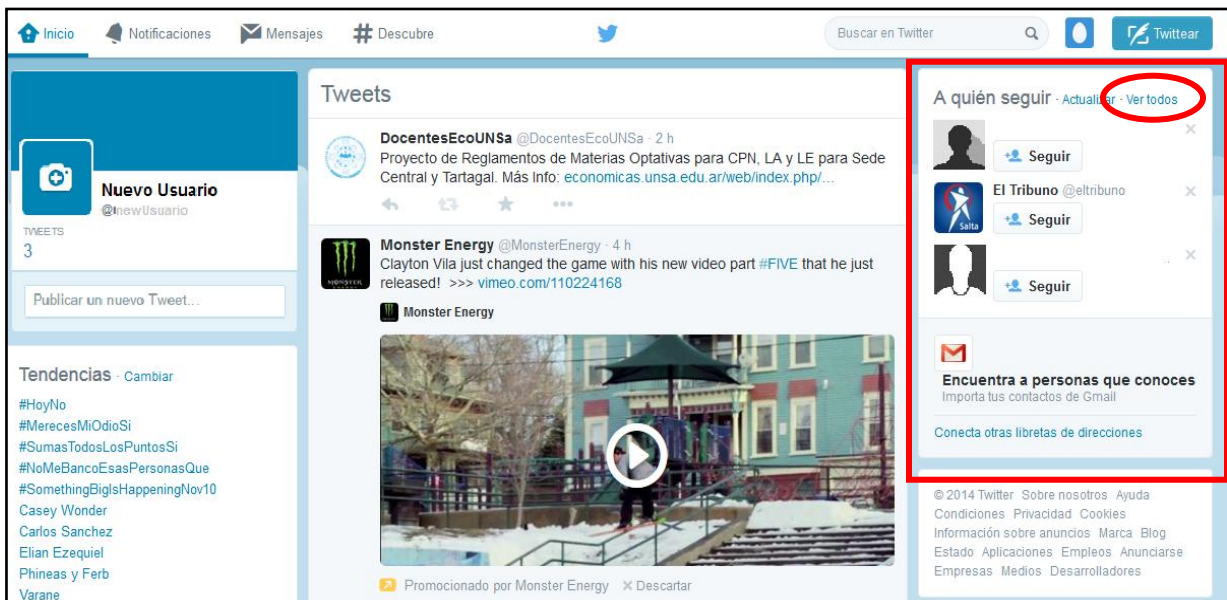 Inicio Notificaciones Mensajes # Descubre Buscar en Twitter Twittear
Nuevo Usuario
@newUsuario
TWEETS
3
Publicar un nuevo Tweet...
Tendencias · Cambiar
#HoyNo
#MerecesMiOdioSi
#SumasTodosLosPuntosSi
#NoMeBancoEsasPersonasQue
#SomethingBigIsHappeningNov10
Casey Wonder
Carlos Sanchez
Elian Ezequiel
Phineas y Ferb
Varane
Tweets
DocentesEcoUNSa @DocentesEcoUNSa · 2 h
Proyecto de Reglamentos de Materias Optativas para CPN, LA y LE para Sede
Central y Tartagal. Más Info: economicas.unsa.edu.ar/web/index.php/...
Monster Energy @MonsterEnergy · 4 h
Clayton Vila just changed the game with his new video part #FIVE that he just
released! >>> vimeo.com/110224168
MONSTER
Monster Energy
Promocionado por Monster Energy × Descartar
A quién seguir · Actualizar · Ver todos
Seguir
El Tribuno @eltribuno
Salta
Seguir
Seguir
Encuentra a personas que conoces
Importa tus contactos de Gmail
Conecta otras libretas de direcciones
© 2014 Twitter Sobre nosotros Ayuda
Condiciones Privacidad Cookies
Información sobre anuncios Marca Blog
Estado Aplicaciones Empleos Anunciarse
Empresas Medios Desarrolladores